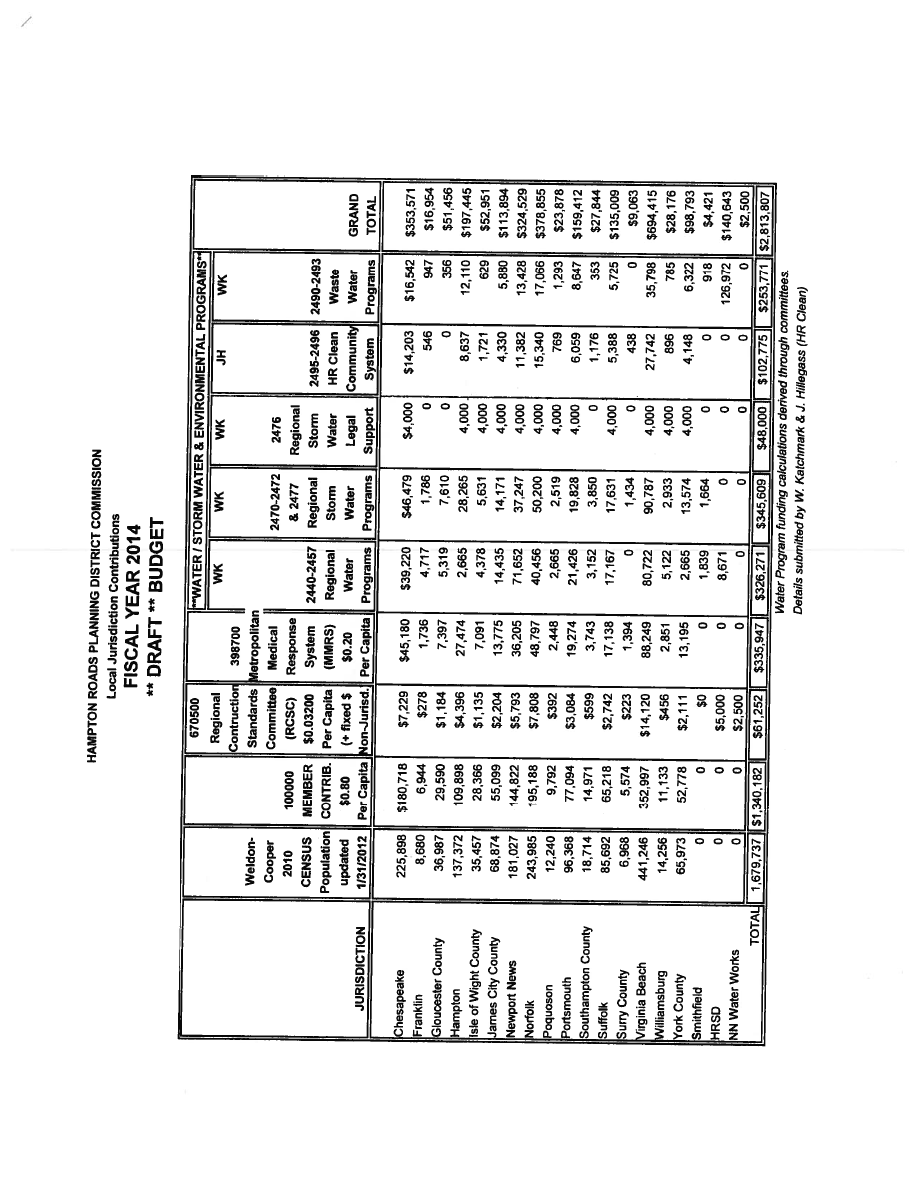 HAMPTON ROADS PLANNING DISTRICT COMMISSION
Local Jurisdiction Contributions
FISCAL YEAR 2014
** DRAFT ** BUDGET
**WATER / STORM WATER & ENVIRONMENTAL PROGRAMS**
JURISDICTION
Weldon-
Cooper
2010
CENSUS
Population
updated
1/31/2012
100000
MEMBER
CONTRIB.
$0.80
Per Capita
670500
Regional
Contruction
Standards
Committee
(RCSC)
$0.03200
Per Capita
(+ fixed $
Non-Jurisd.
398700
Metropolitan
Medical
Response
System
(MMRS)
$0.20
Per Capita
WK
2440-2457
Regional
Water
Programs
WK
2470-2472
& 2477
Regional
Storm
Water
Programs
WK
2476
Regional
Storm
Water
Legal
Support
JH
2495-2496
HR Clean
Community
System
WK
2490-2493
Waste
Water
Programs
GRAND
TOTAL
Chesapeake 225,898 $180,718 $7,229 $45,180 $39,220 $46,479 $4,000 $14,203 $16,542 $353,571
Franklin 8,680 6,944 $278 1,736 4,717 1,786 0 546 947 $16,954
Gloucester County 36,987 29,590 $1,184 7,397 5,319 7,610 0 0 356 $51,456
Hampton 137,372 109,898 $4,396 27,474 2,665 28,265 4,000 8,637 12,110 $197,445
Isle of Wight County 35,457 28,366 $1,135 7,091 4,378 5,631 4,000 1,721 629 $52,951
James City County 68,874 55,099 $2,204 13,775 14,435 14,171 4,000 4,330 5,880 $113,894
Newport News 181,027 144,822 $5,793 36,205 71,652 37,247 4,000 11,382 13,428 $324,529
Norfolk 243,985 195,188 $7,808 48,797 40,456 50,200 4,000 15,340 17,066 $378,855
Poquoson 12,240 9,792 $392 2,448 2,665 2,519 4,000 769 1,293 $23,878
Portsmouth 96,368 77,094 $3,084 19,274 21,426 19,828 4,000 6,059 8,647 $159,412
Southampton County 18,714 14,971 $599 3,743 3,152 3,850 0 1,176 353 $27,844
Suffolk 85,692 65,218 $2,742 17,138 17,167 17,631 4,000 5,388 5,725 $135,009
Surry County 6,968 5,574 $223 1,394 0 1,434 0 438 0 $9,063
Virginia Beach 441,246 352,997 $14,120 88,249 80,722 90,787 4,000 27,742 35,798 $694,415
Williamsburg 14,256 11,133 $456 2,851 5,122 2,933 4,000 896 785 $28,176
York County 65,973 52,778 $2,111 13,195 2,665 13,574 4,000 4,148 6,322 $98,793
Smithfield 0 0 $0 0 1,839 1,664 0 0 918 $4,421
HRSD 0 0 $5,000 0 8,671 0 0 0 126,972 $140,643
NN Water Works 0 0 $2,500 0 0 0 0 0 0 $2,500
TOTAL 1,679,737 $1,340,182 $61,252 $335,947 $326,271 $345,609 $48,000 $102,775 $253,771 $2,813,807
Water Program funding calculations derived through committees.
Details submitted by W. Katchmark & J. Hillegass (HR Clean)